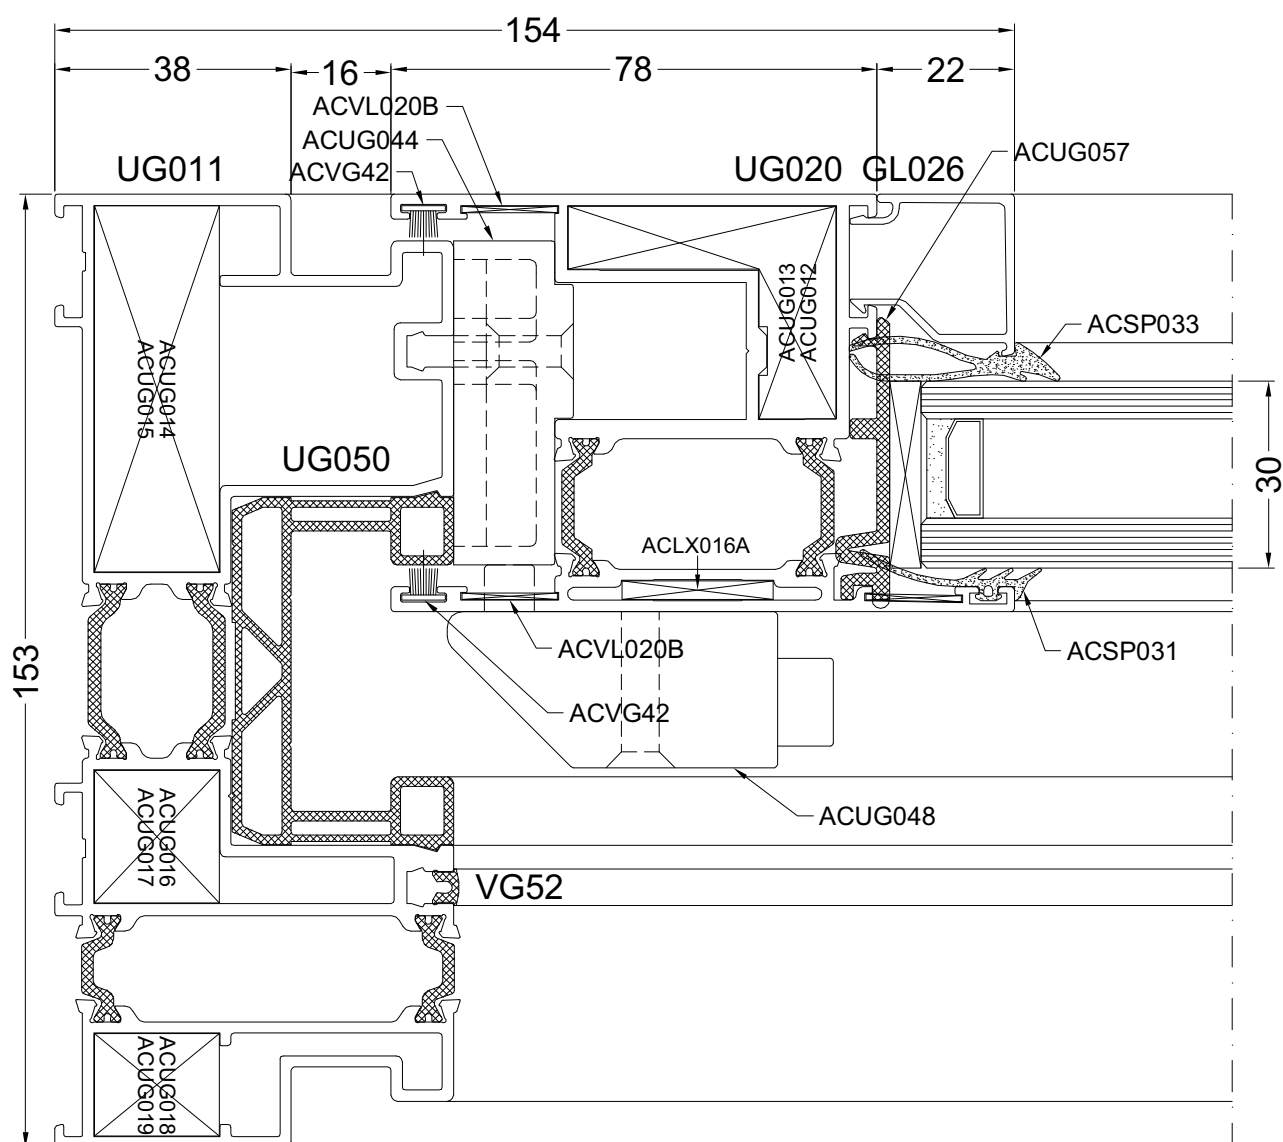 154
38
16
78
22
ACVL020B
ACUG044
ACVG42
UG011
UG020
GL026
ACUG057
ACUG013
ACUG012
ACSP033
ACUG014
ACUG015
UG050
30
ACLX016A
153
ACVL020B
ACSP031
ACVG42
ACUG016
ACUG017
ACUG048
VG52
ACUG018
ACUG019